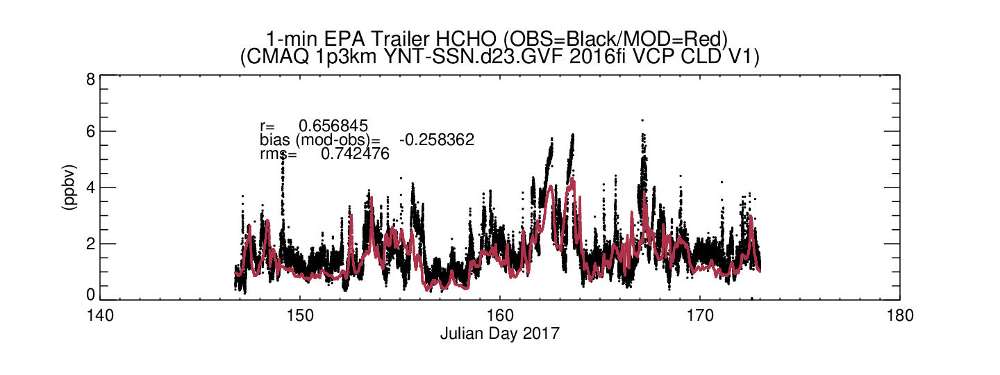 1-min EPA Trailer HCHO (OBS=Black/MOD=Red)
(CMAQ 1p3km YNT-SSN.d23.GVF 2016fi VCP CLD V1)
8
r= 0.656845
6
bias (mod-obs)= -0.258362
rms= 0.742476
(ppbv)
4
2
0
140 150 160 170 180
Julian Day 2017